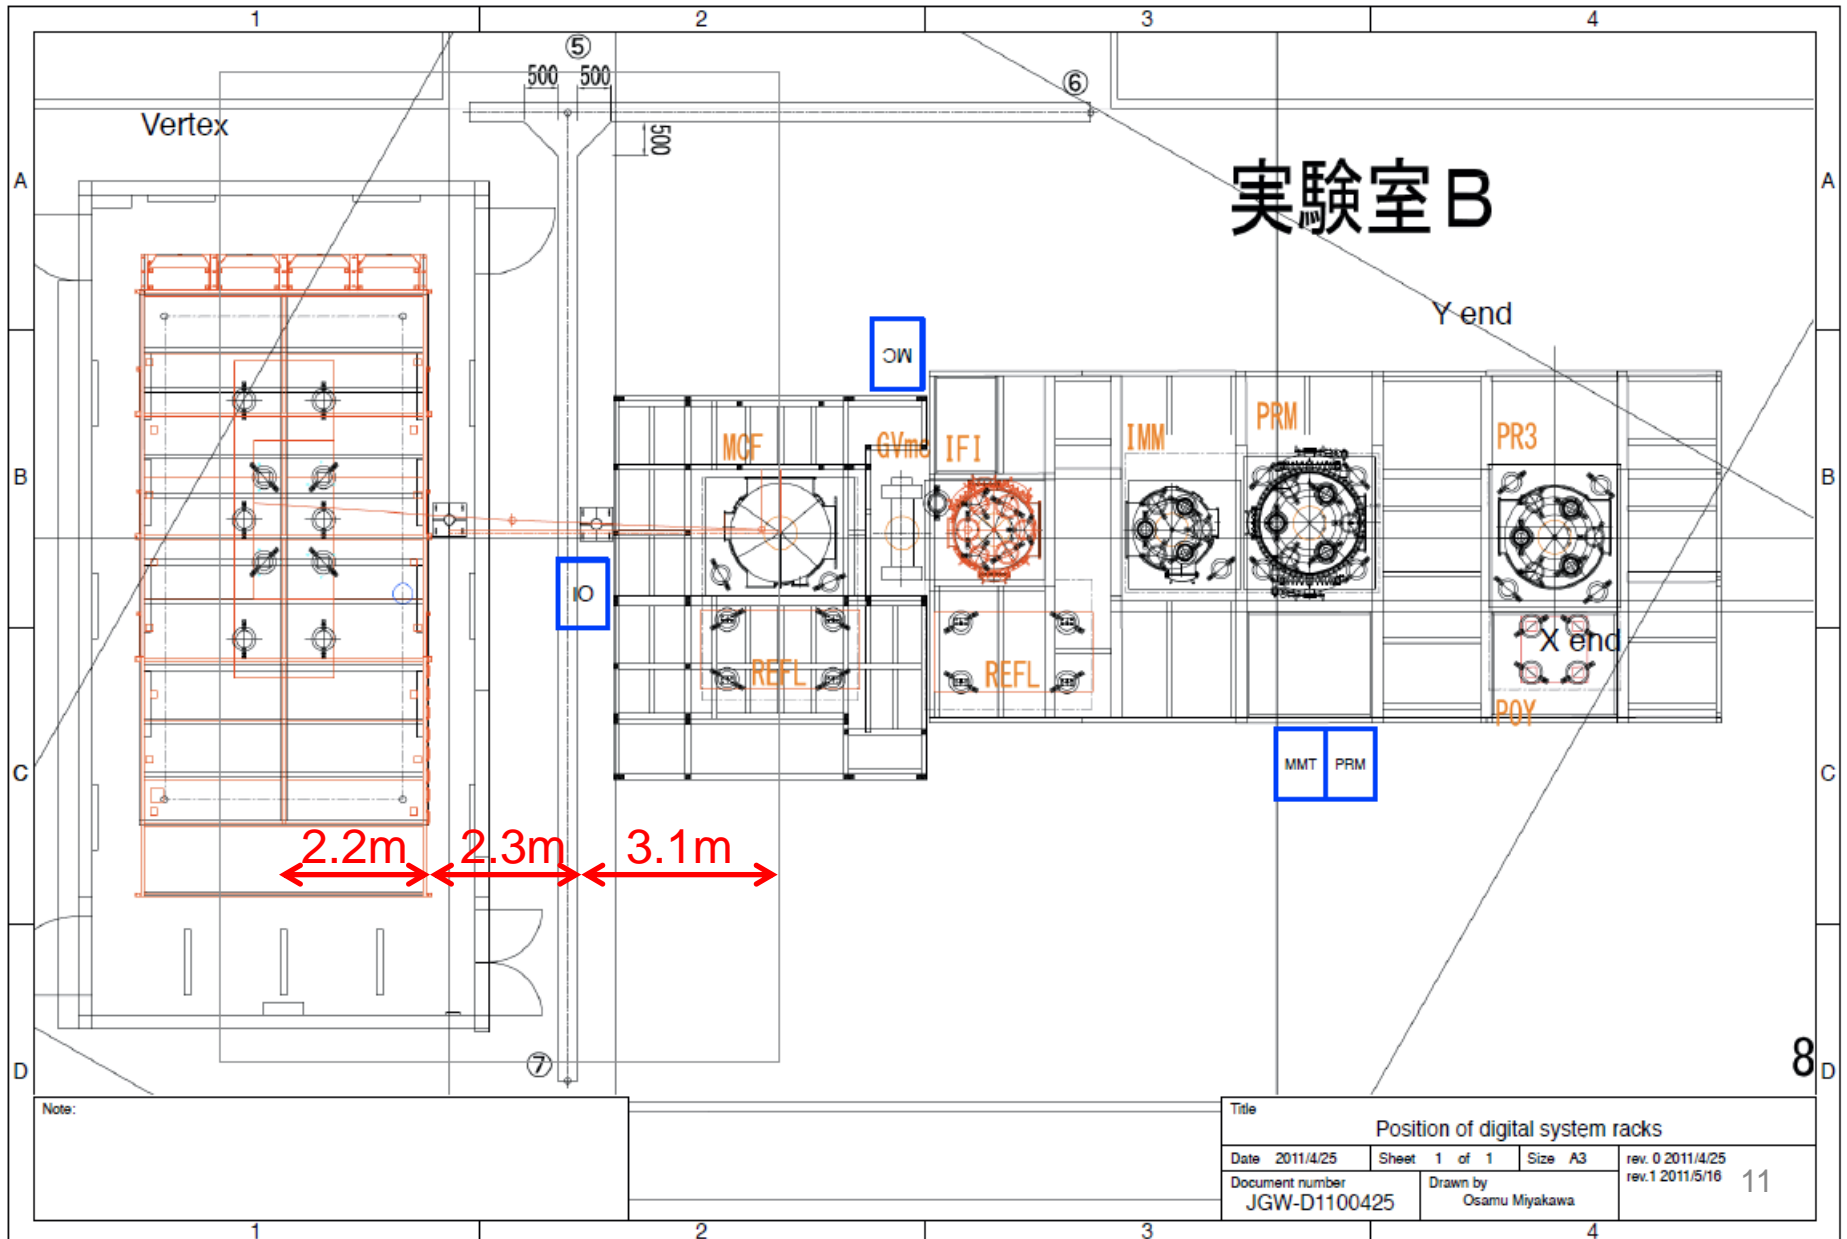 1
2
3
4
⑤
500
500
⑥
500
Vertex
実験室B
A
A
Y end
MC
MCF
GVmc
IFI
IMM
PRM
PR3
B
B
IO
REFL
REFL
X end
POY
MMT
PRM
C
C
2.2m
2.3m
3.1m
⑦
8
D
D
Note:
Title
Position of digital system racks
Date 2011/4/25
Sheet 1 of 1
Size A3
rev. 0 2011/4/25
rev.1 2011/5/16
11
Document number
JGW-D1100425
Drawn by
Osamu Miyakawa
1
2
3
4